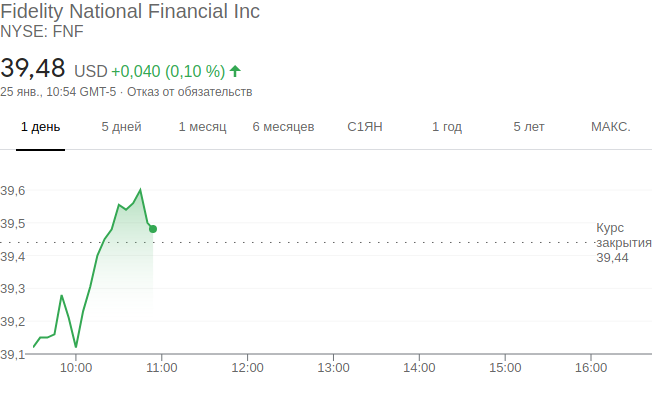 Fidelity National Financial Inc
NYSE: FNF
39,48 USD +0,040 (0,10 %)
25 янв., 10:54 GMT-5 · Отказ от обязательств
1 день 5 дней 1 месяц 6 месяцев С1ЯН 1 год 5 лет МАКС.
39,6
39,5
39,4
39,3
39,2
39,1
Курс
закрытия
39,44
10:00 11:00 12:00 13:00 14:00 15:00 16:00